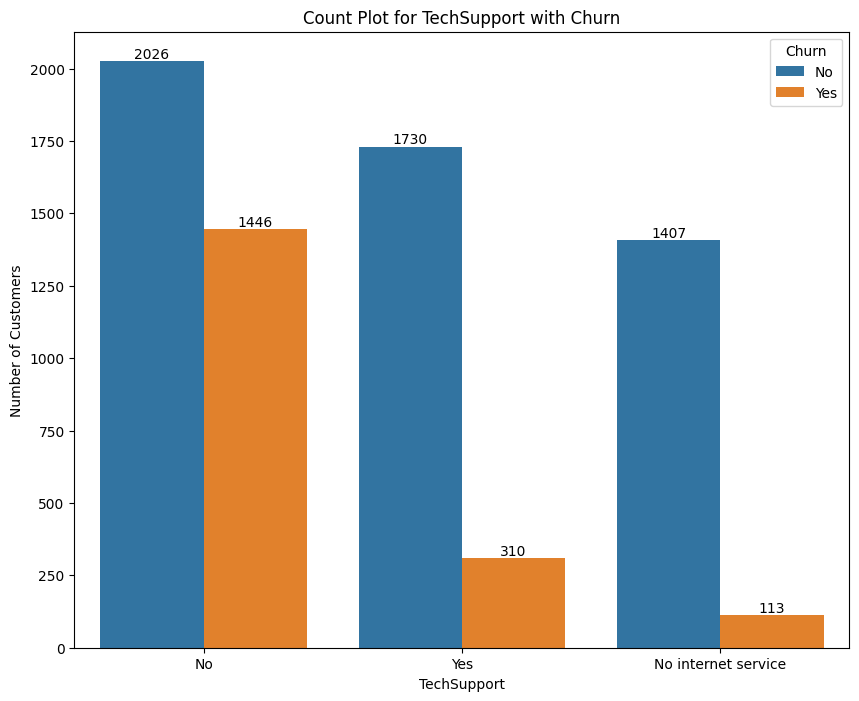 Count Plot for TechSupport with Churn
Churn
No
Yes
2026
1446
1730
310
1407
113
2000
1750
1500
1250
1000
750
500
250
0
Number of Customers
No
Yes
No internet service
TechSupport